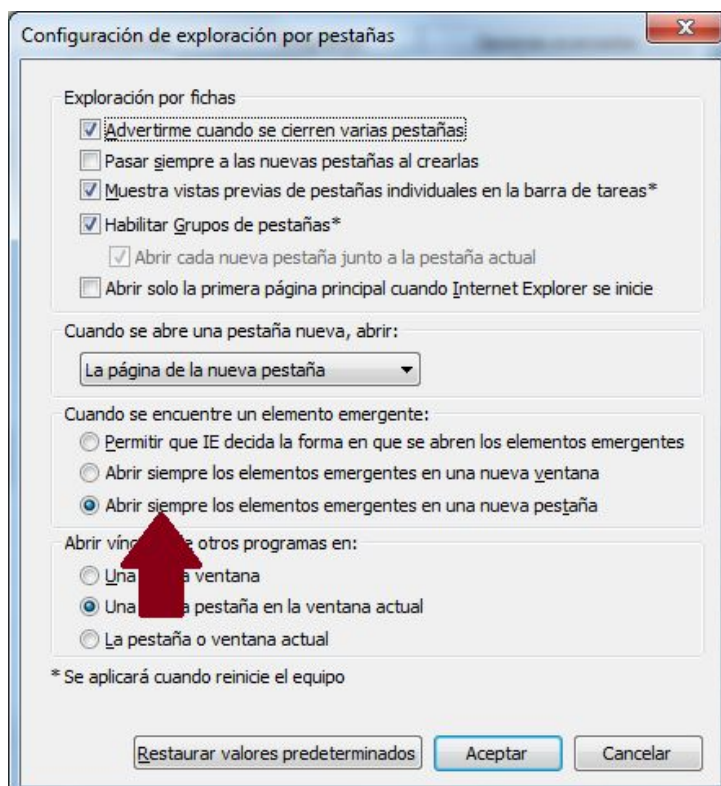 Configuración de exploración por pestañas
Exploración por fichas
Advertirme cuando se cierren varias pestañas
Pasar siempre a las nuevas pestañas al crearlas
Muestra vistas previas de pestañas individuales en la barra de tareas*
Habilitar Grupos de pestañas*
Abrir cada nueva pestaña junto a la pestaña actual
Abrir solo la primera página principal cuando Internet Explorer se inicie
Cuando se abre una pestaña nueva, abrir:
La página de la nueva pestaña
Cuando se encuentre un elemento emergente:
Permitir que IE decida la forma en que se abren los elementos emergentes
Abrir siempre los elementos emergentes en una nueva ventana
Abrir siempre los elementos emergentes en una nueva pestaña
Abrir otros programas en:
Una ventana
Una pestaña en la ventana actual
La pestaña o ventana actual
* Se aplicará cuando reinicie el equipo
Restaurar valores predeterminados Aceptar Cancelar